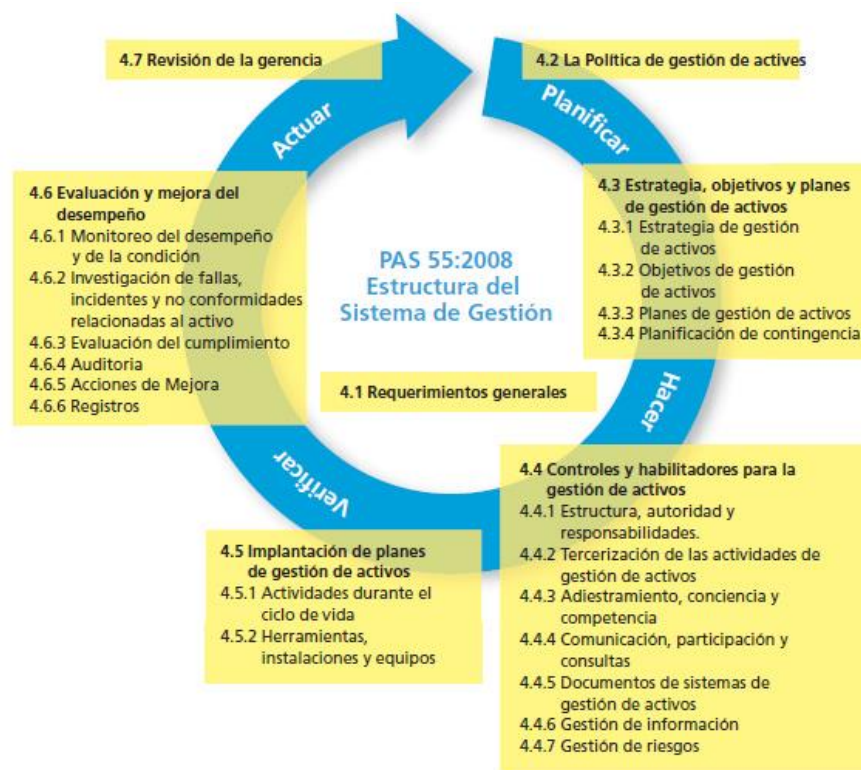 4.7 Revisión de la gerencia
4.2 La Política de gestión de actives
Actuar
Planificar
4.6 Evaluación y mejora del
desempeño
4.6.1 Monitoreo del desempeño
y de la condición
4.6.2 Investigación de fallas,
incidentes y no conformidades
relacionadas al activo
4.6.3 Evaluación del cumplimiento
4.6.4 Auditoria
4.6.5 Acciones de Mejora
4.6.6 Registros
PAS 55:2008
Estructura del
Sistema de Gestión
4.3 Estrategia, objetivos y planes
de gestión de activos
4.3.1 Estrategia de gestión
de activos
4.3.2 Objetivos de gestión
de activos
4.3.3 Planes de gestión de activos
4.3.4 Planificación de contingencia
4.1 Requerimientos generales
Hacer
Verificar
4.4 Controles y habilitadores para la
gestión de activos
4.4.1 Estructura, autoridad y
responsabilidades.
4.4.2 Tercerización de las actividades de
gestión de activos
4.4.3 Adiestramiento, conciencia y
competencia
4.4.4 Comunicación, participación y
consultas
4.4.5 Documentos de sistemas de
gestión de activos
4.4.6 Gestión de información
4.4.7 Gestión de riesgos
4.5 Implantación de planes
de gestión de activos
4.5.1 Actividades durante el
ciclo de vida
4.5.2 Herramientas,
instalaciones y equipos